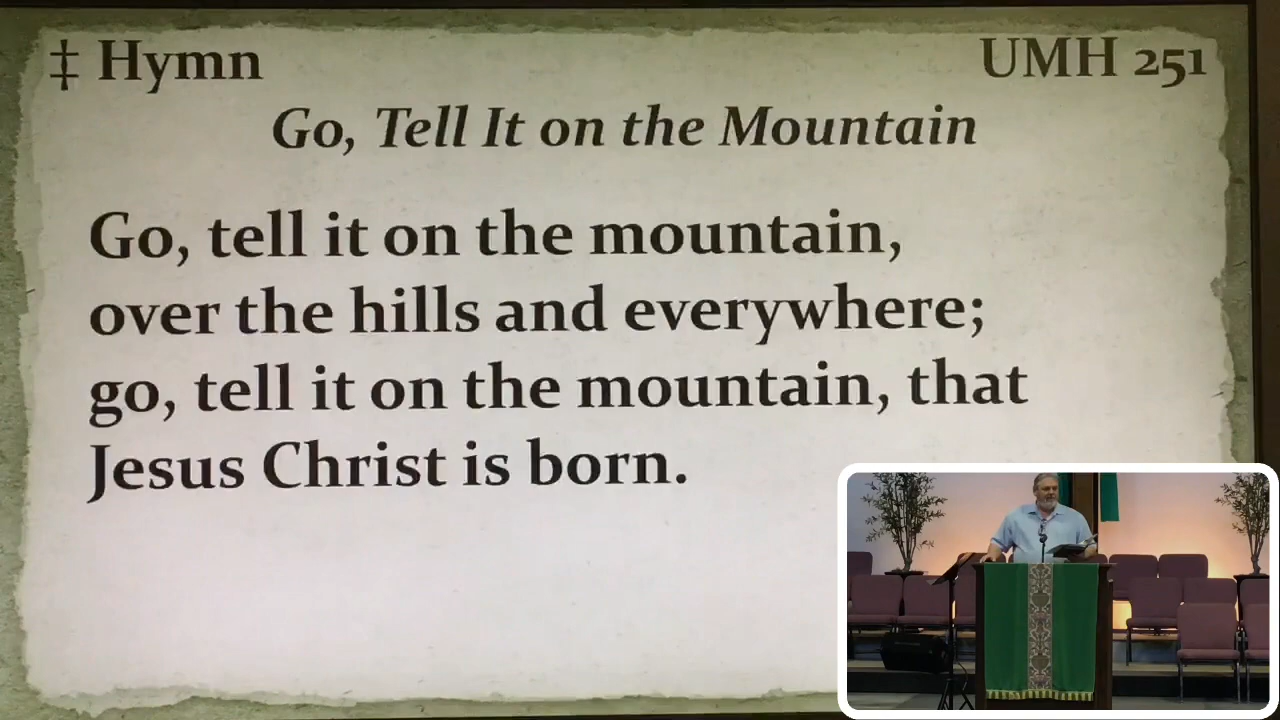 ‡ Hymn UMH 251
Go, Tell It on the Mountain
Go, tell it on the mountain,
over the hills and everywhere;
go, tell it on the mountain, that
Jesus Christ is born.